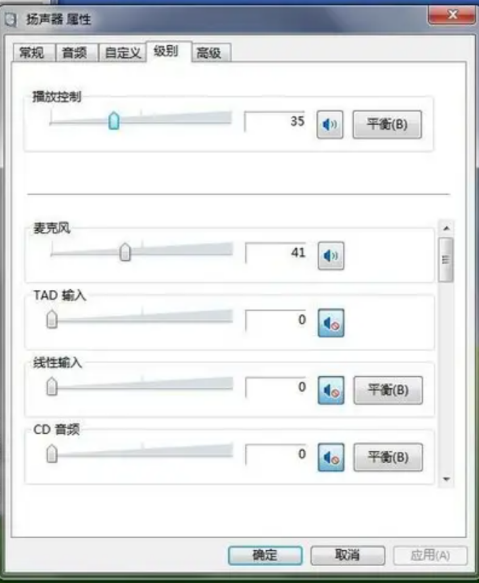 扬声器 属性
常规 音频 自定义 级别 高级
播放控制
35 平衡(B)
麦克风
41
TAD 输入
0
线性输入
0 平衡(B)
CD 音频
0 平衡(B)
确定 取消 应用(A)